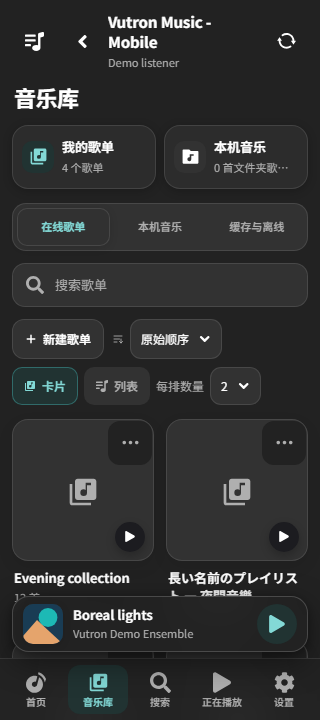 Vutron Music -
Mobile
Demo listener
音乐库
我的歌单
4 个歌单
本机音乐
0 首文件夹歌…
在线歌单
本机音乐
缓存与离线
搜索歌单
新建歌单
原始顺序
卡片
列表
每排数量
2
Evening collection
長い名前のプレイリス
Boreal lights
Vutron Demo Ensemble
首页
音乐库
搜索
正在播放
设置